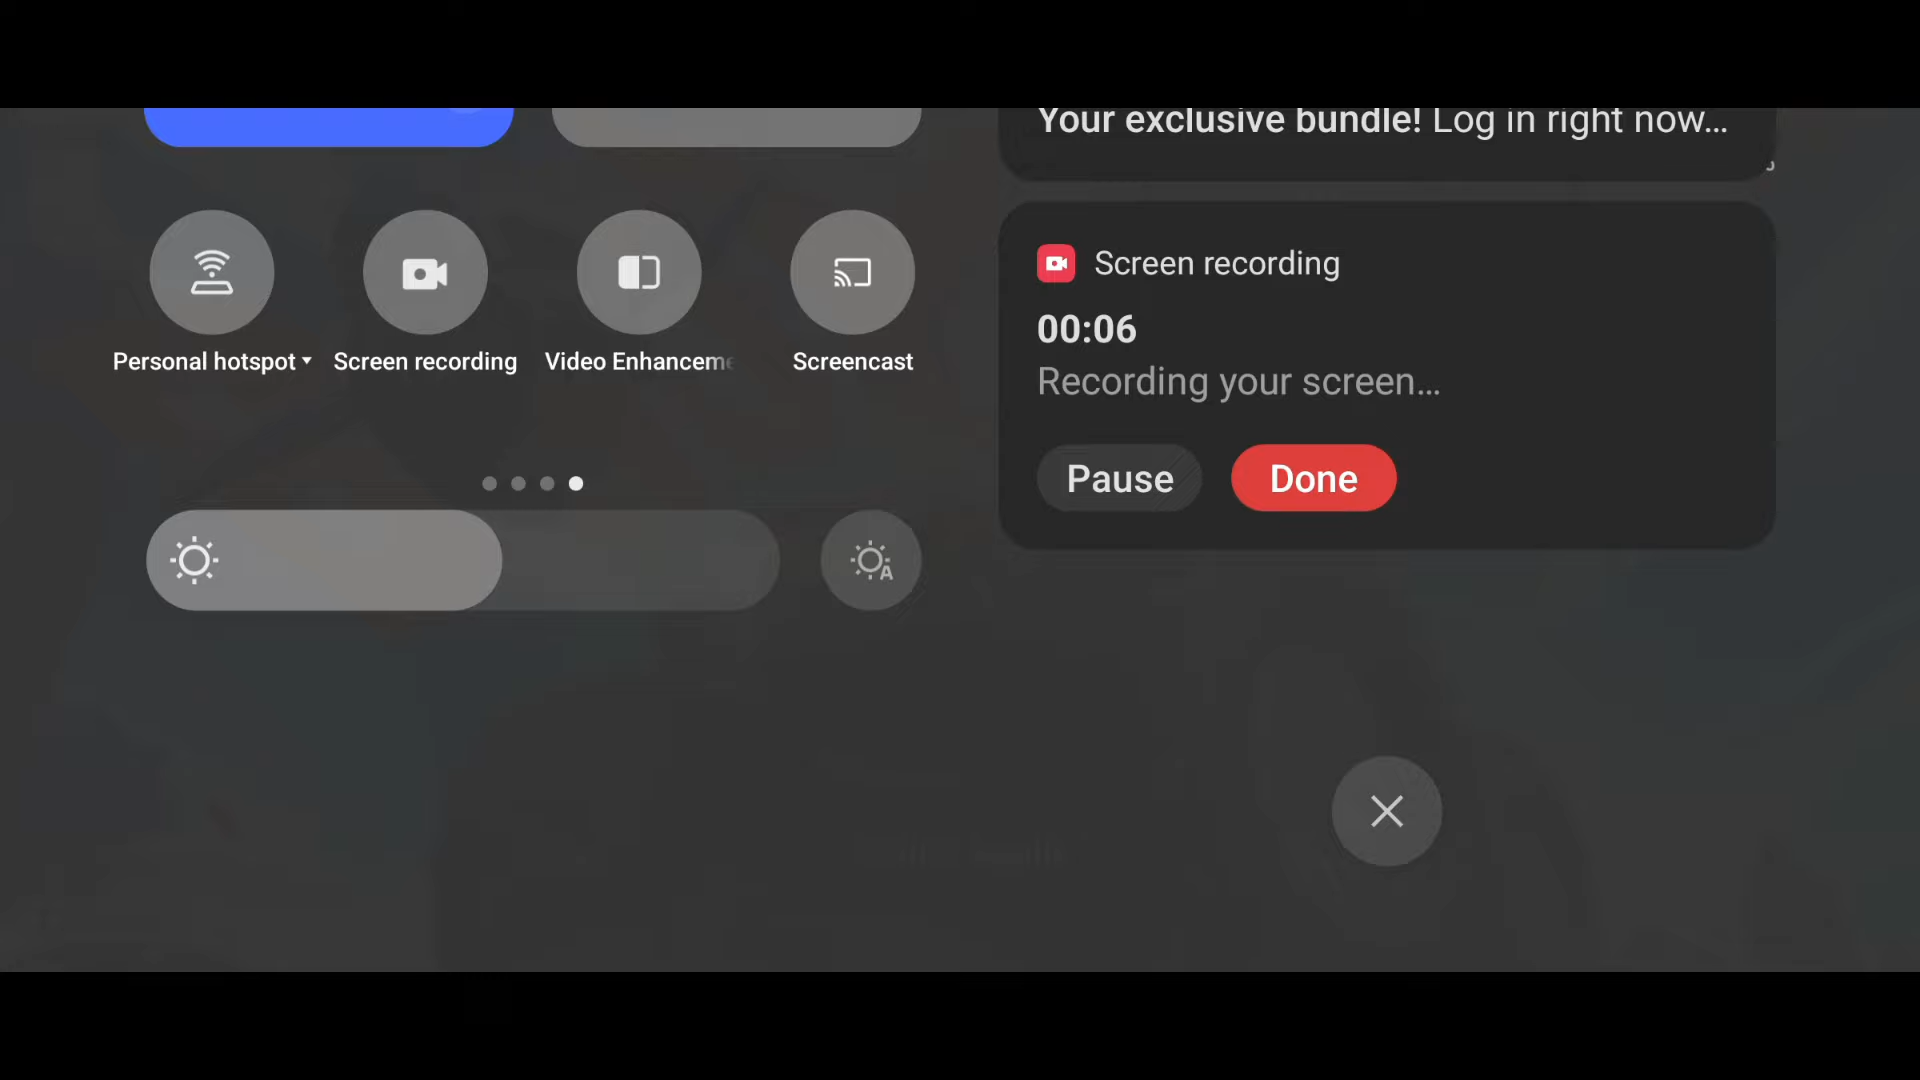 Your exclusive bundle! Log in right now...
Screen recording
00:06
Recording your screen...
Pause
Done
Personal hotspot
Screen recording
Video Enhanceme
Screencast
A